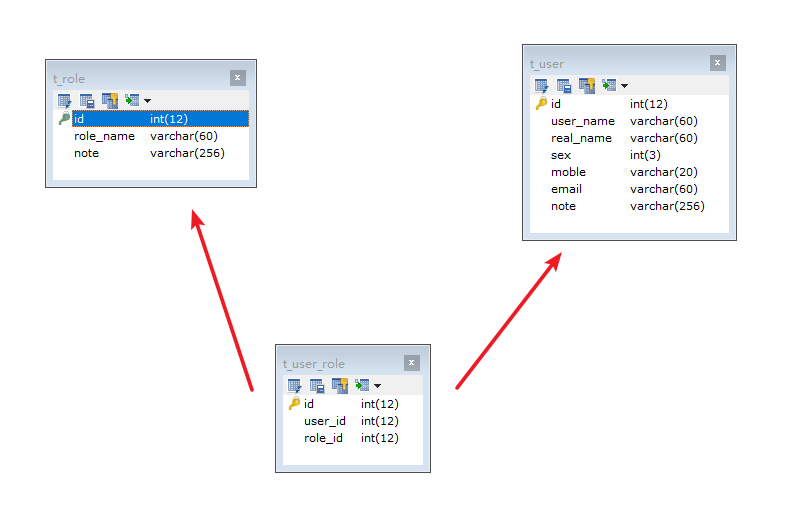 t_role
id int(12)
role_name varchar(60)
note varchar(256)
t_user
id int(12)
user_name varchar(60)
real_name varchar(60)
sex int(3)
moble varchar(20)
email varchar(60)
note varchar(256)
t_user_role
id int(12)
user_id int(12)
role_id int(12)